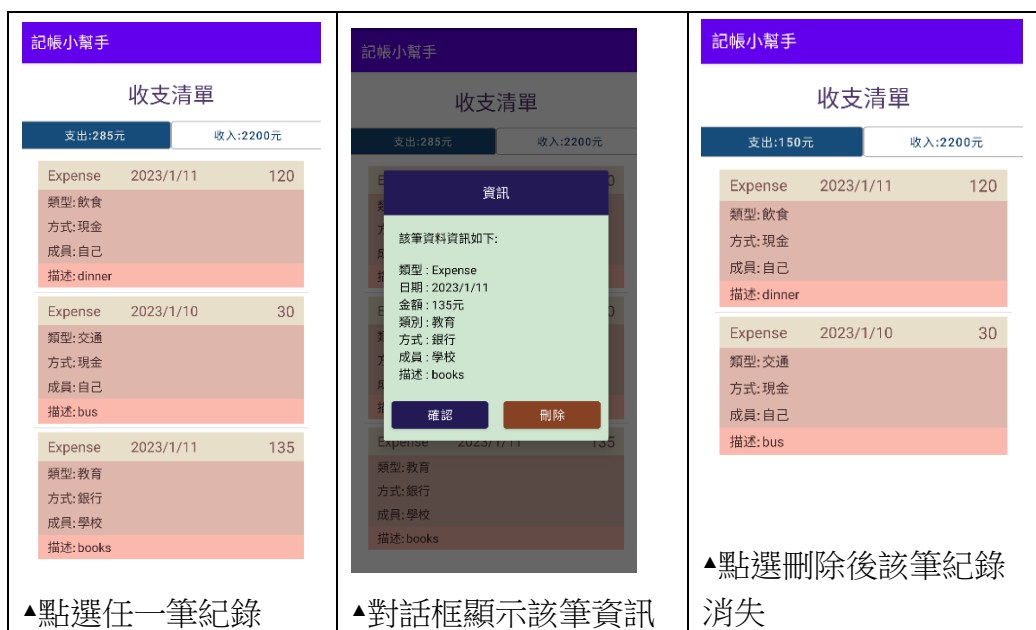 記帳小幫手
收支清單
支出:285元 收入:2200元
Expense 2023/1/11 120
類型:飲食
方式:現金
成員:自己
描述:dinner
Expense 2023/1/10 30
類型:交通
方式:現金
成員:自己
描述:bus
Expense 2023/1/11 135
類型:教育
方式:銀行
成員:學校
描述:books
▲點選任一筆紀錄
記帳小幫手
收支清單
支出:285元 收入:2200元
資訊
該筆資料資訊如下:
類型 : Expense
日期 : 2023/1/11
金額 : 135元
類別 : 教育
方式 : 銀行
成員 : 學校
描述 : books
確認 刪除
Expense 2023/1/11 135
類型:教育
方式:銀行
成員:學校
描述:books
▲對話框顯示該筆資訊
記帳小幫手
收支清單
支出:150元 收入:2200元
Expense 2023/1/11 120
類型:飲食
方式:現金
成員:自己
描述:dinner
Expense 2023/1/10 30
類型:交通
方式:現金
成員:自己
描述:bus
▲點選刪除後該筆紀錄
消失